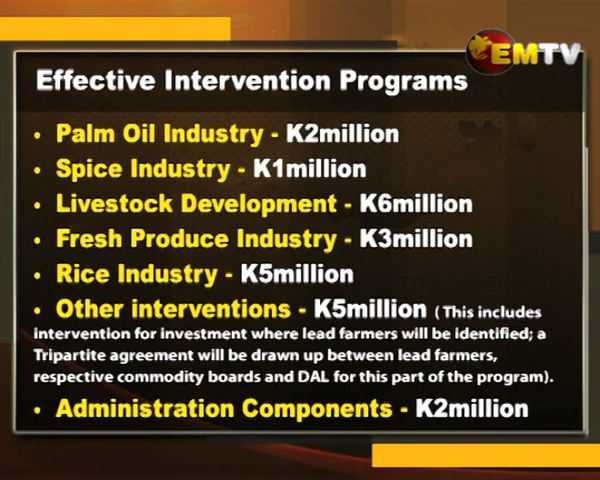 EMTV
Effective Intervention Programs
• Palm Oil Industry - K2million
• Spice Industry - K1million
• Livestock Development - K6million
• Fresh Produce Industry - K3million
• Rice Industry - K5million
• Other interventions - K5million (This includes
intervention for investment where lead farmers will be identified; a
Tripartite agreement will be drawn up between lead farmers,
respective commodity boards and DAL for this part of the program).
• Administration Components - K2million